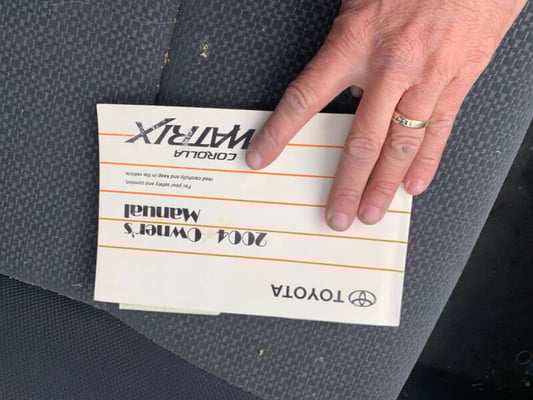 TOYOTA
2004 Owner's
Manual
For your safety and comfort,
read carefully and keep in the vehicle.
COROLLA
MATRIX